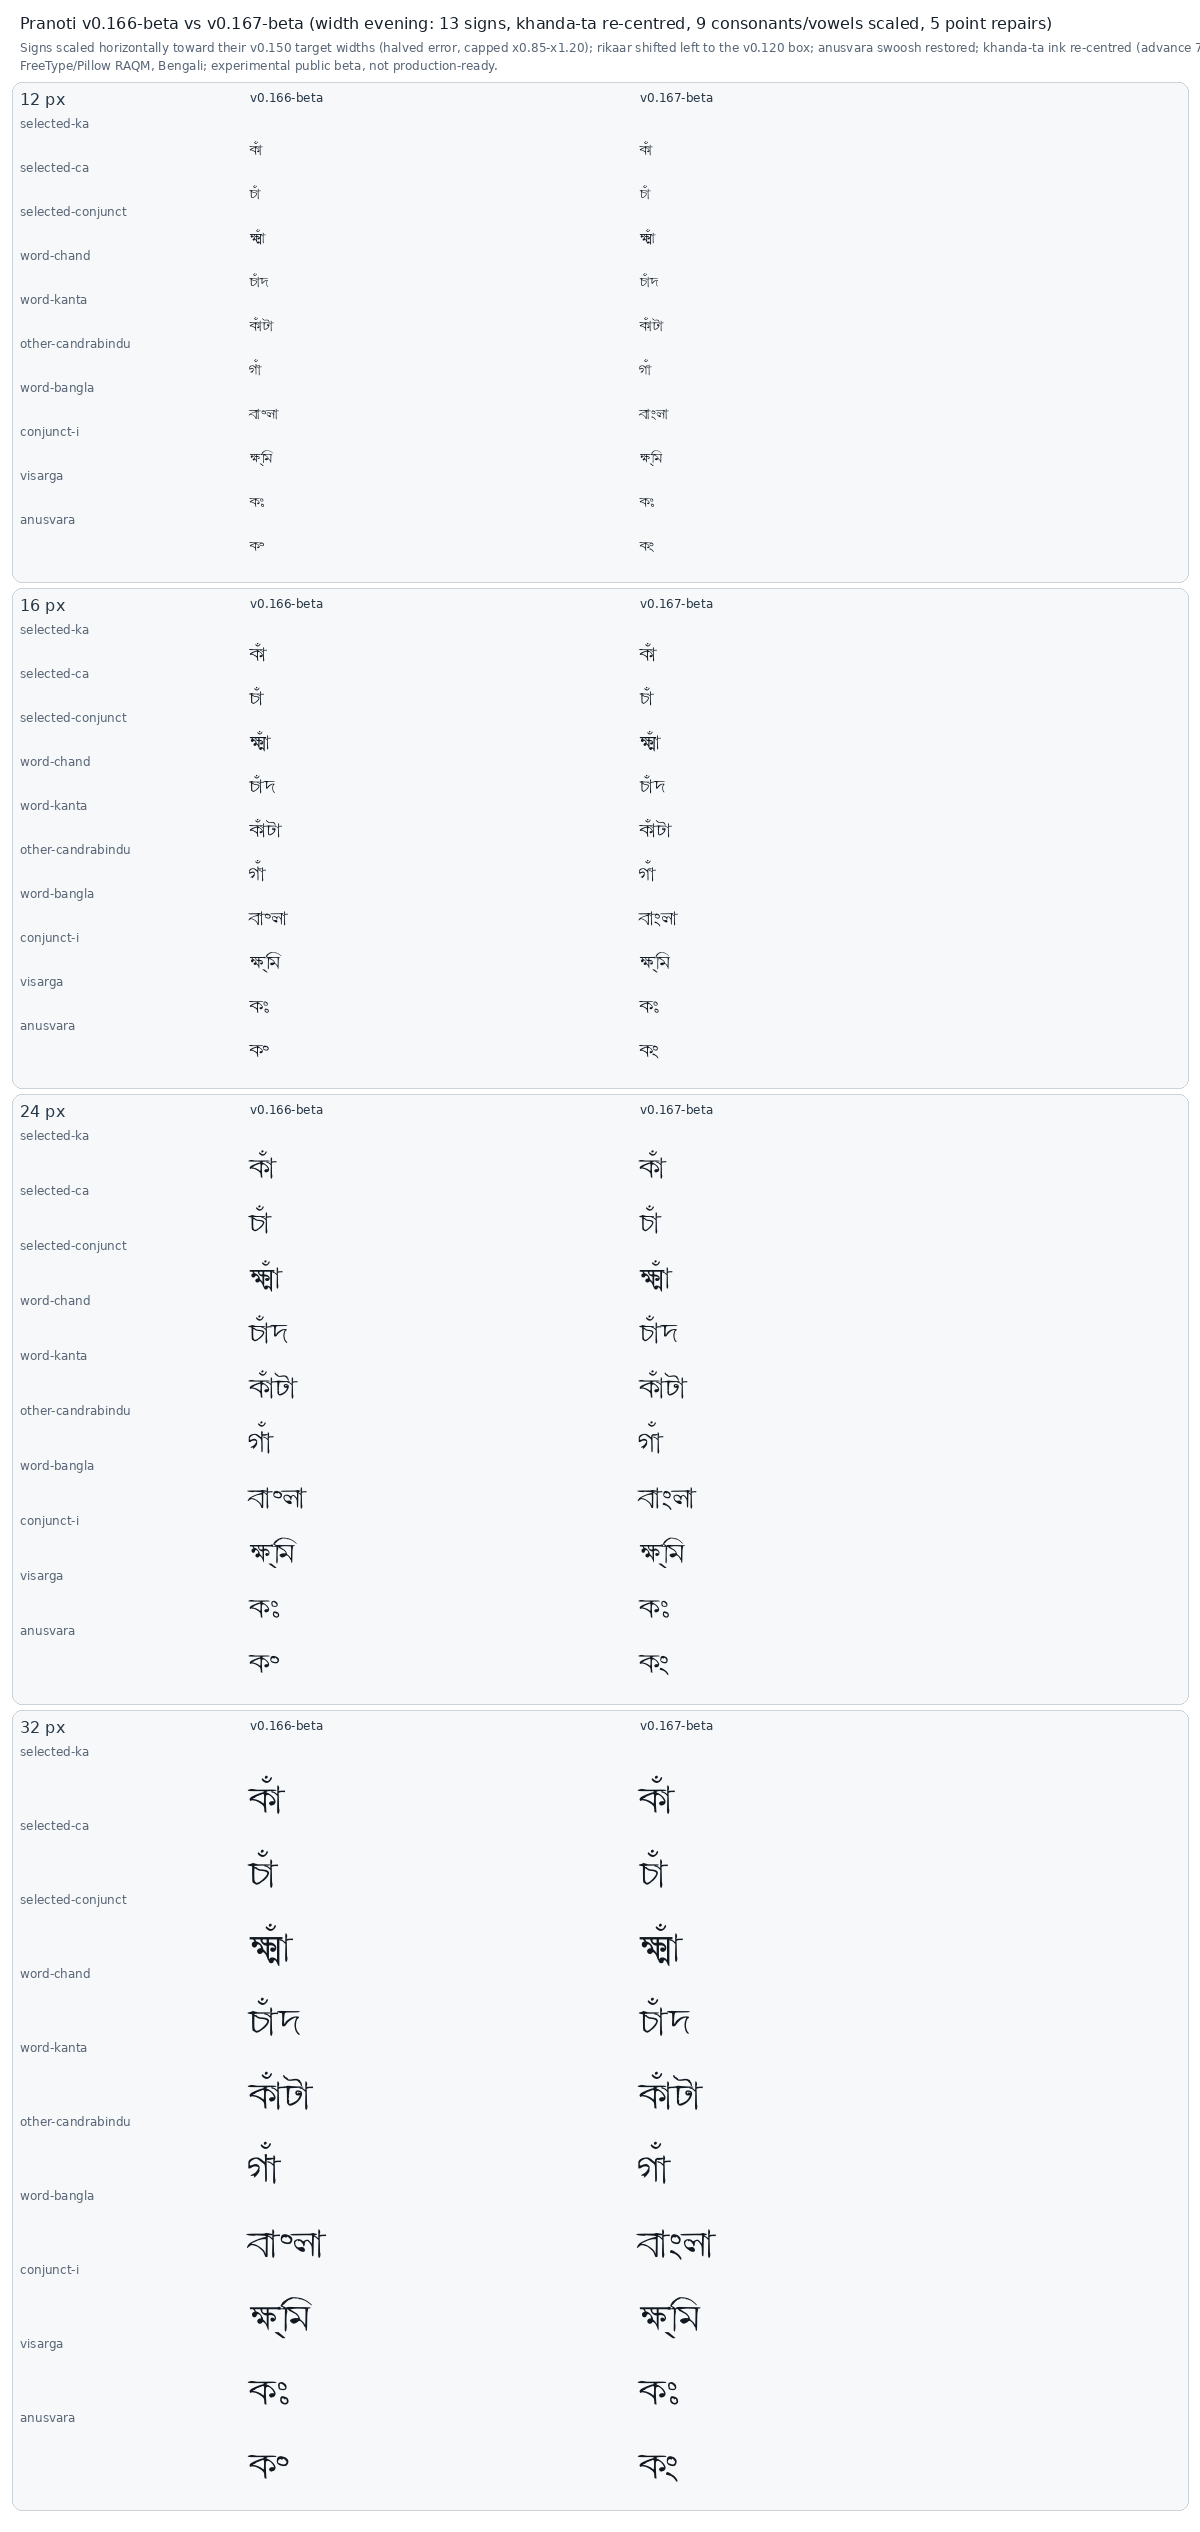 Pranoti v0.166-beta vs v0.167-beta (width evening: 13 signs, khanda-ta re-centred, 9 consonants/vowels scaled, 5 point repairs)
Signs scaled horizontally toward their v0.150 target widths (halved error, capped x0.85-x1.20); rikaar shifted left to the v0.120 box; anusvara swoosh restored; khanda-ta ink re-centred (advance 7
FreeType/Pillow RAQM, Bengali; experimental public beta, not production-ready.
12 px v0.166-beta v0.167-beta
selected-ka
কাঁ কাঁ
selected-ca
চাঁ চাঁ
selected-conjunct
ক্ষ্মাঁ ক্ষ্মাঁ
word-chand
চাঁদ চাঁদ
word-kanta
কাঁটা কাঁটা
other-candrabindu
গাঁ গাঁ
word-bangla
বাংলা বাংলা
conjunct-i
ক্ষ্‌মি ক্ষ্‌মি
visarga
কঃ কঃ
anusvara
কং কং
16 px v0.166-beta v0.167-beta
selected-ka
কাঁ কাঁ
selected-ca
চাঁ চাঁ
selected-conjunct
ক্ষ্মাঁ ক্ষ্মাঁ
word-chand
চাঁদ চাঁদ
word-kanta
কাঁটা কাঁটা
other-candrabindu
গাঁ গাঁ
word-bangla
বাংলা বাংলা
conjunct-i
ক্ষ্‌মি ক্ষ্‌মি
visarga
কঃ কঃ
anusvara
কং কং
24 px v0.166-beta v0.167-beta
selected-ka
কাঁ কাঁ
selected-ca
চাঁ চাঁ
selected-conjunct
ক্ষ্মাঁ ক্ষ্মাঁ
word-chand
চাঁদ চাঁদ
word-kanta
কাঁটা কাঁটা
other-candrabindu
গাঁ গাঁ
word-bangla
বাংলা বাংলা
conjunct-i
ক্ষ্‌মি ক্ষ্‌মি
visarga
কঃ কঃ
anusvara
কং কং
32 px v0.166-beta v0.167-beta
selected-ka
কাঁ কাঁ
selected-ca
চাঁ চাঁ
selected-conjunct
ক্ষ্মাঁ ক্ষ্মাঁ
word-chand
চাঁদ চাঁদ
word-kanta
কাঁটা কাঁটা
other-candrabindu
গাঁ গাঁ
word-bangla
বাংলা বাংলা
conjunct-i
ক্ষ্‌মি ক্ষ্‌মি
visarga
কঃ কঃ
anusvara
কং কং